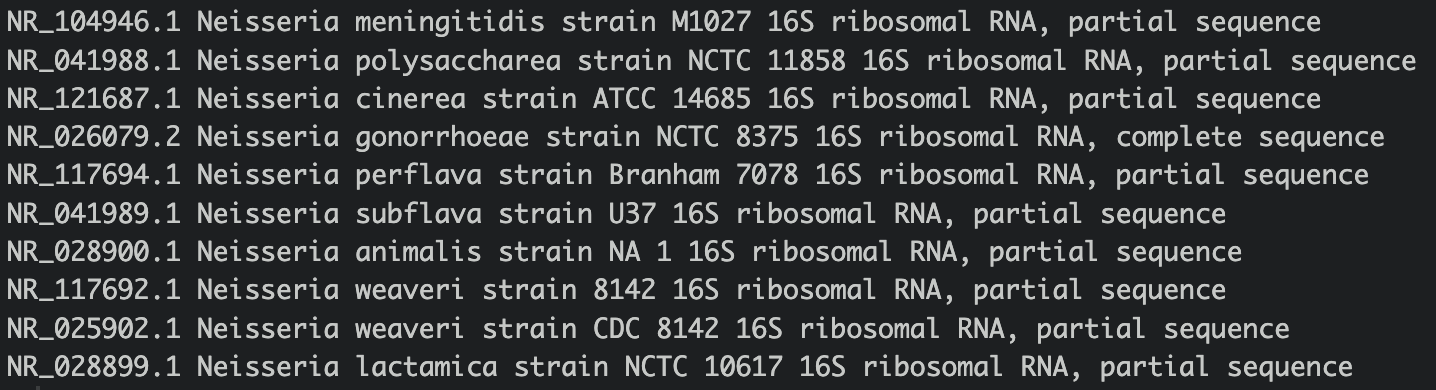 NR_104946.1 Neisseria meningitidis strain M1027 16S ribosomal RNA, partial sequence
NR_041988.1 Neisseria polysaccharea strain NCTC 11858 16S ribosomal RNA, partial sequence
NR_121687.1 Neisseria cinerea strain ATCC 14685 16S ribosomal RNA, partial sequence
NR_026079.2 Neisseria gonorrhoeae strain NCTC 8375 16S ribosomal RNA, complete sequence
NR_117694.1 Neisseria perflava strain Branham 7078 16S ribosomal RNA, partial sequence
NR_041989.1 Neisseria subflava strain U37 16S ribosomal RNA, partial sequence
NR_028900.1 Neisseria animalis strain NA 1 16S ribosomal RNA, partial sequence
NR_117692.1 Neisseria weaveri strain 8142 16S ribosomal RNA, partial sequence
NR_025902.1 Neisseria weaveri strain CDC 8142 16S ribosomal RNA, partial sequence
NR_028899.1 Neisseria lactamica strain NCTC 10617 16S ribosomal RNA, partial sequence